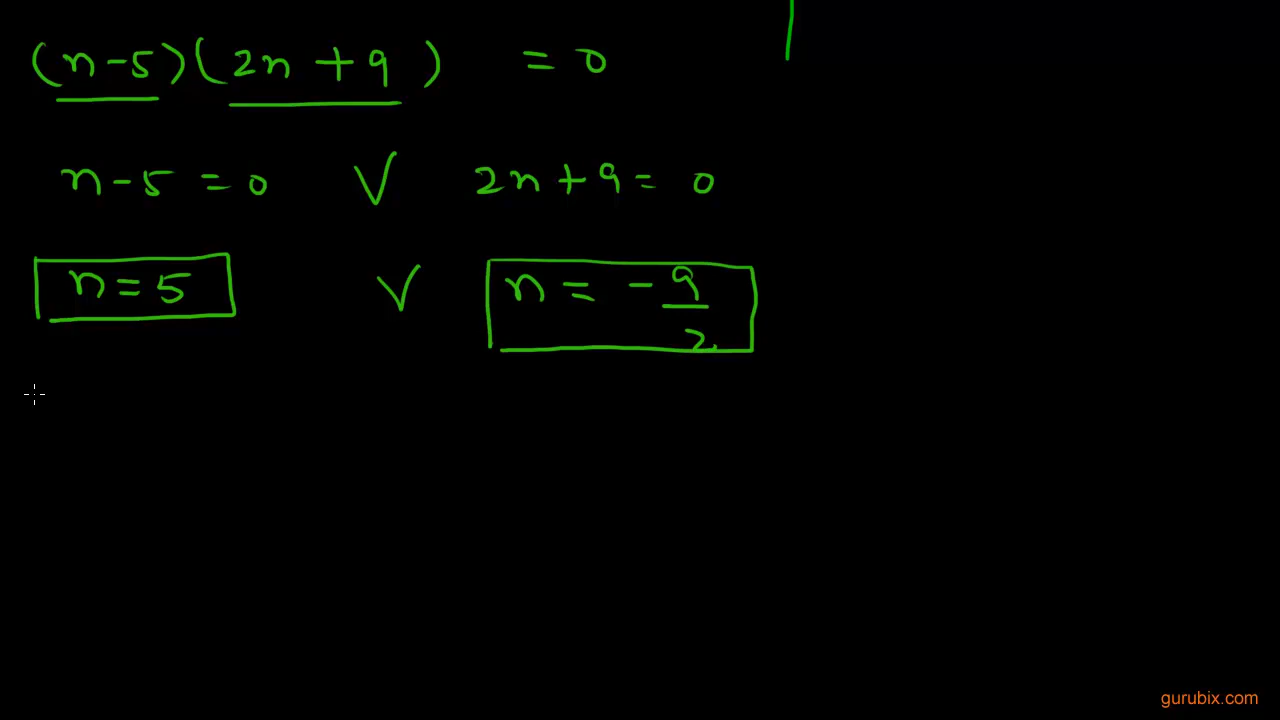 (n-5)(2n+9) = 0
n-5=0 V 2n+9=0
n=5 V n= -9/2
gurubix.com